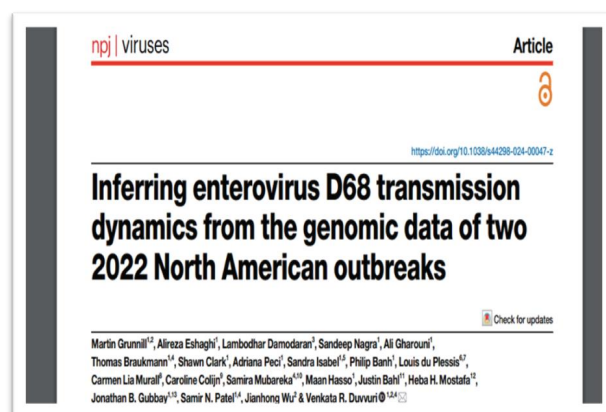 npj | viruses
Article
https://doi.org/10.1038/s44298-024-00047-z
Inferring enterovirus D68 transmission
dynamics from the genomic data of two
2022 North American outbreaks
Check for updates
Martin Grunnill1,2, Alireza Eshaghi1, Lambodhar Damodaran3, Sandeep Nagra1, Ali Gharouni1,
Thomas Braukmann1,4, Shawn Clark1, Adriana Peci1, Sandra Isabel1,5, Philip Banh1, Louis du Plessis6,7,
Carmen Lia Murall8, Caroline Colijn9, Samira Mubareka4,10, Maan Hasso1, Justin Bahl11, Heba H. Mostafa12,
Jonathan B. Gubbay1,13, Samir N. Patel1,4, Jianhong Wu2 & Venkata R. Duvvuri1,2,4